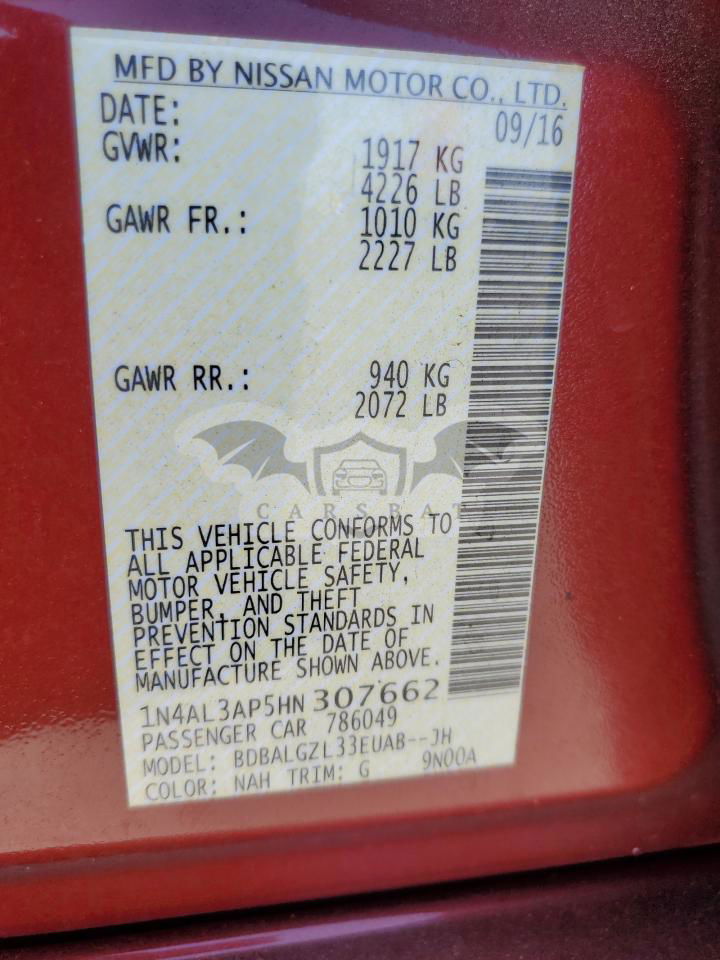 MFD BY NISSAN MOTOR CO., LTD.
DATE: 09/16
GVWR: 1917 KG
4226 LB
GAWR FR.: 1010 KG
2227 LB
GAWR RR.: 940 KG
2072 LB
CARSBAT
THIS VEHICLE CONFORMS TO
ALL APPLICABLE FEDERAL
MOTOR VEHICLE SAFETY,
BUMPER, AND THEFT
PREVENTION STANDARDS IN
EFFECT ON THE DATE OF
MANUFACTURE SHOWN ABOVE.
1N4AL3AP5HN307662
PASSENGER CAR 786049
MODEL: BDBALGZL33EUAB--JH
COLOR: NAH TRIM: G 9N00A